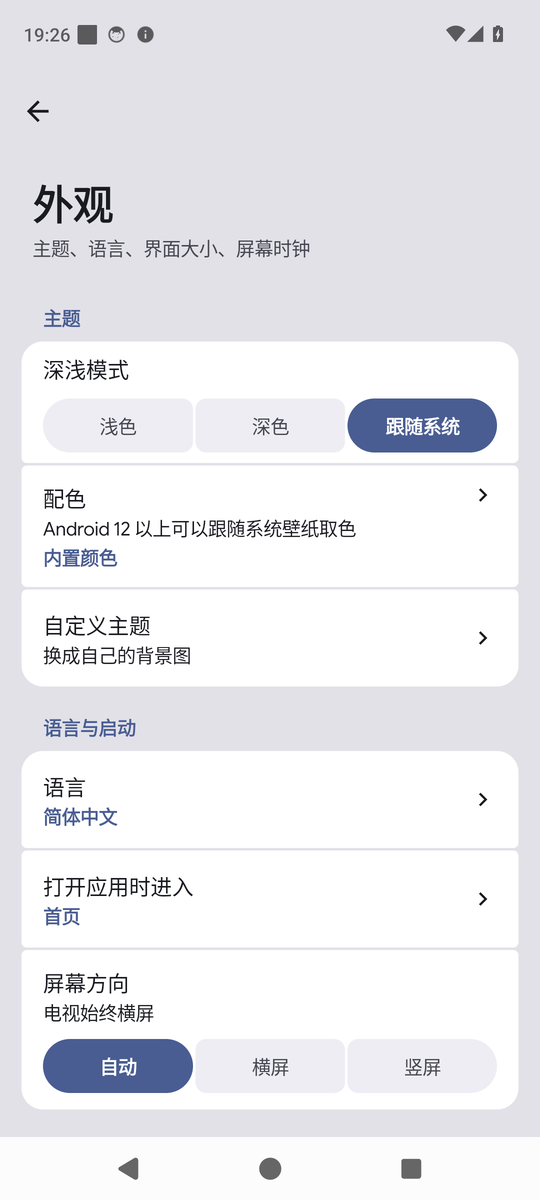 19:26
外观
主题、语言、界面大小、屏幕时钟
主题
深浅模式
浅色
深色
跟随系统
配色
Android 12 以上可以跟随系统壁纸取色
内置颜色
自定义主题
换成自己的背景图
语言与启动
语言
简体中文
打开应用时进入
首页
屏幕方向
电视始终横屏
自动
横屏
竖屏